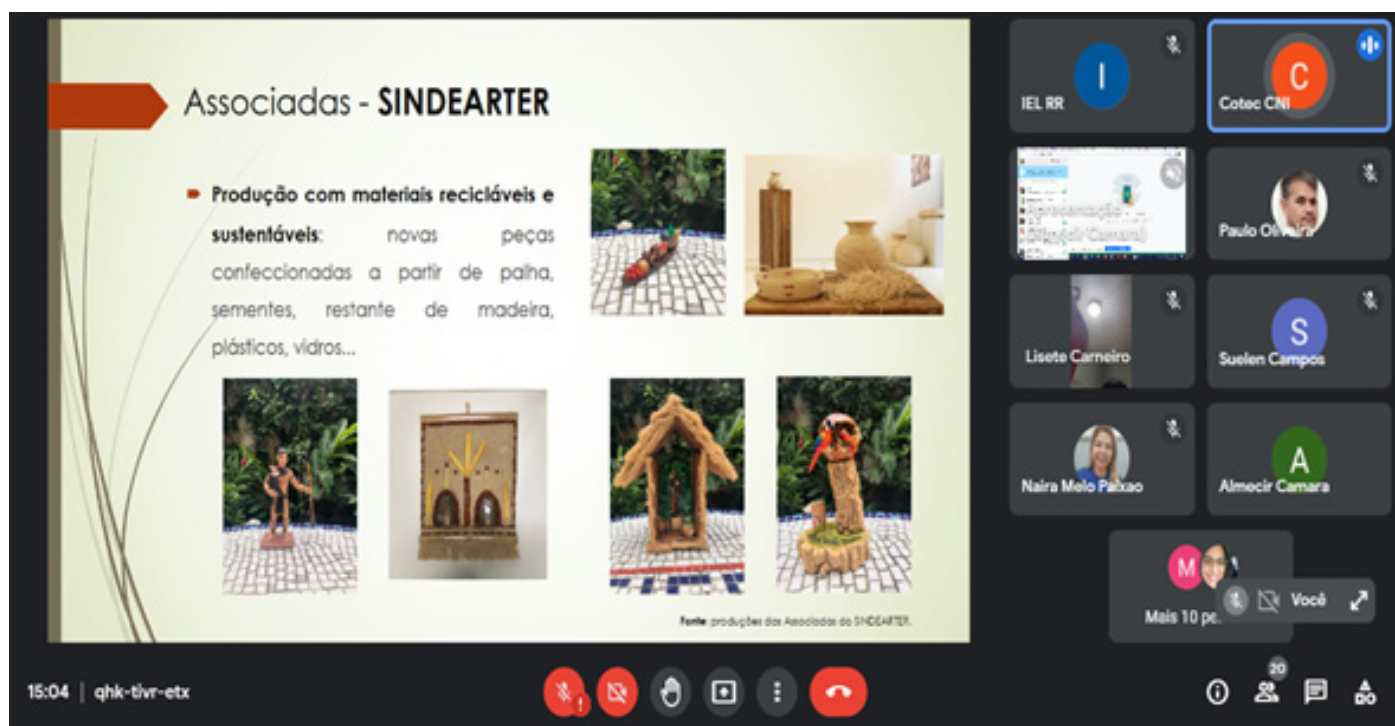 Associadas - SINDEARTER
Produção com materiais recicláveis e
sustentáveis: novas peças
confeccionadas a partir de palha,
sementes, restante de madeira,
plásticos, vidros...
Fonte: produções das Associadas do SINDEARTER.
I
IEL RR
C
Cotec CNI
Paulo Oliveira
Lisete Carneiro
S
Suelen Campos
Naira Melo Paixao
A
Almecir Camara
M
Mais 10
Você
15:04 | qhk-tivr-etx
20